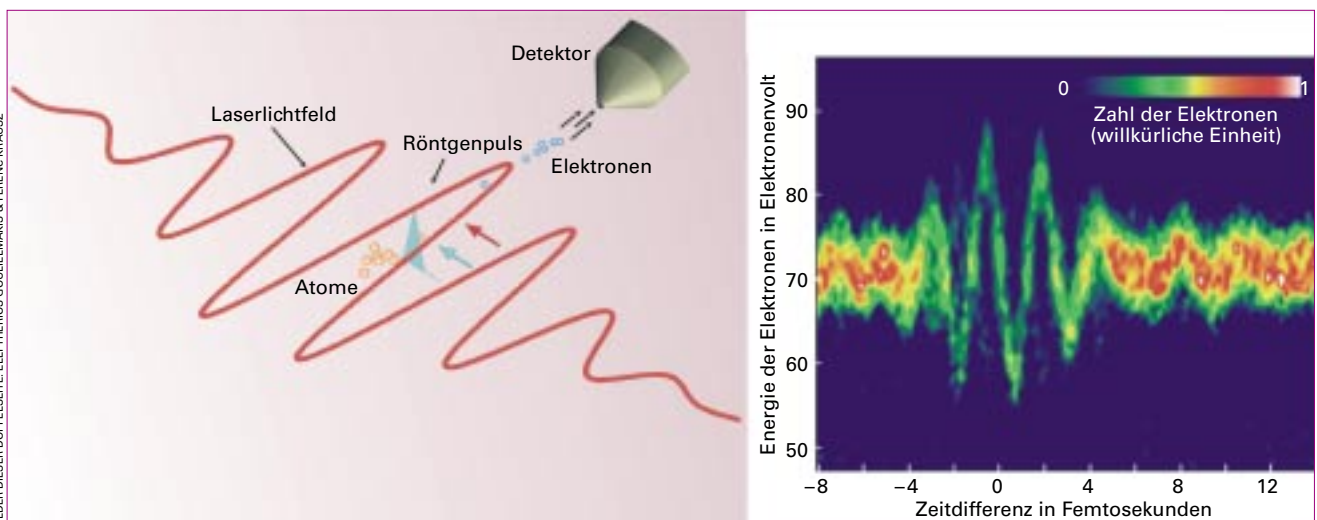 Detektor
Laserlichtfeld
Röntgenpuls
Elektronen
Atome
0
1
Zahl der Elektronen
(willkürliche Einheit)
Energie der Elektronen in Elektronenvolt
90
80
70
60
50
−8
−4
0
4
8
12
Zeitdifferenz in Femtosekunden